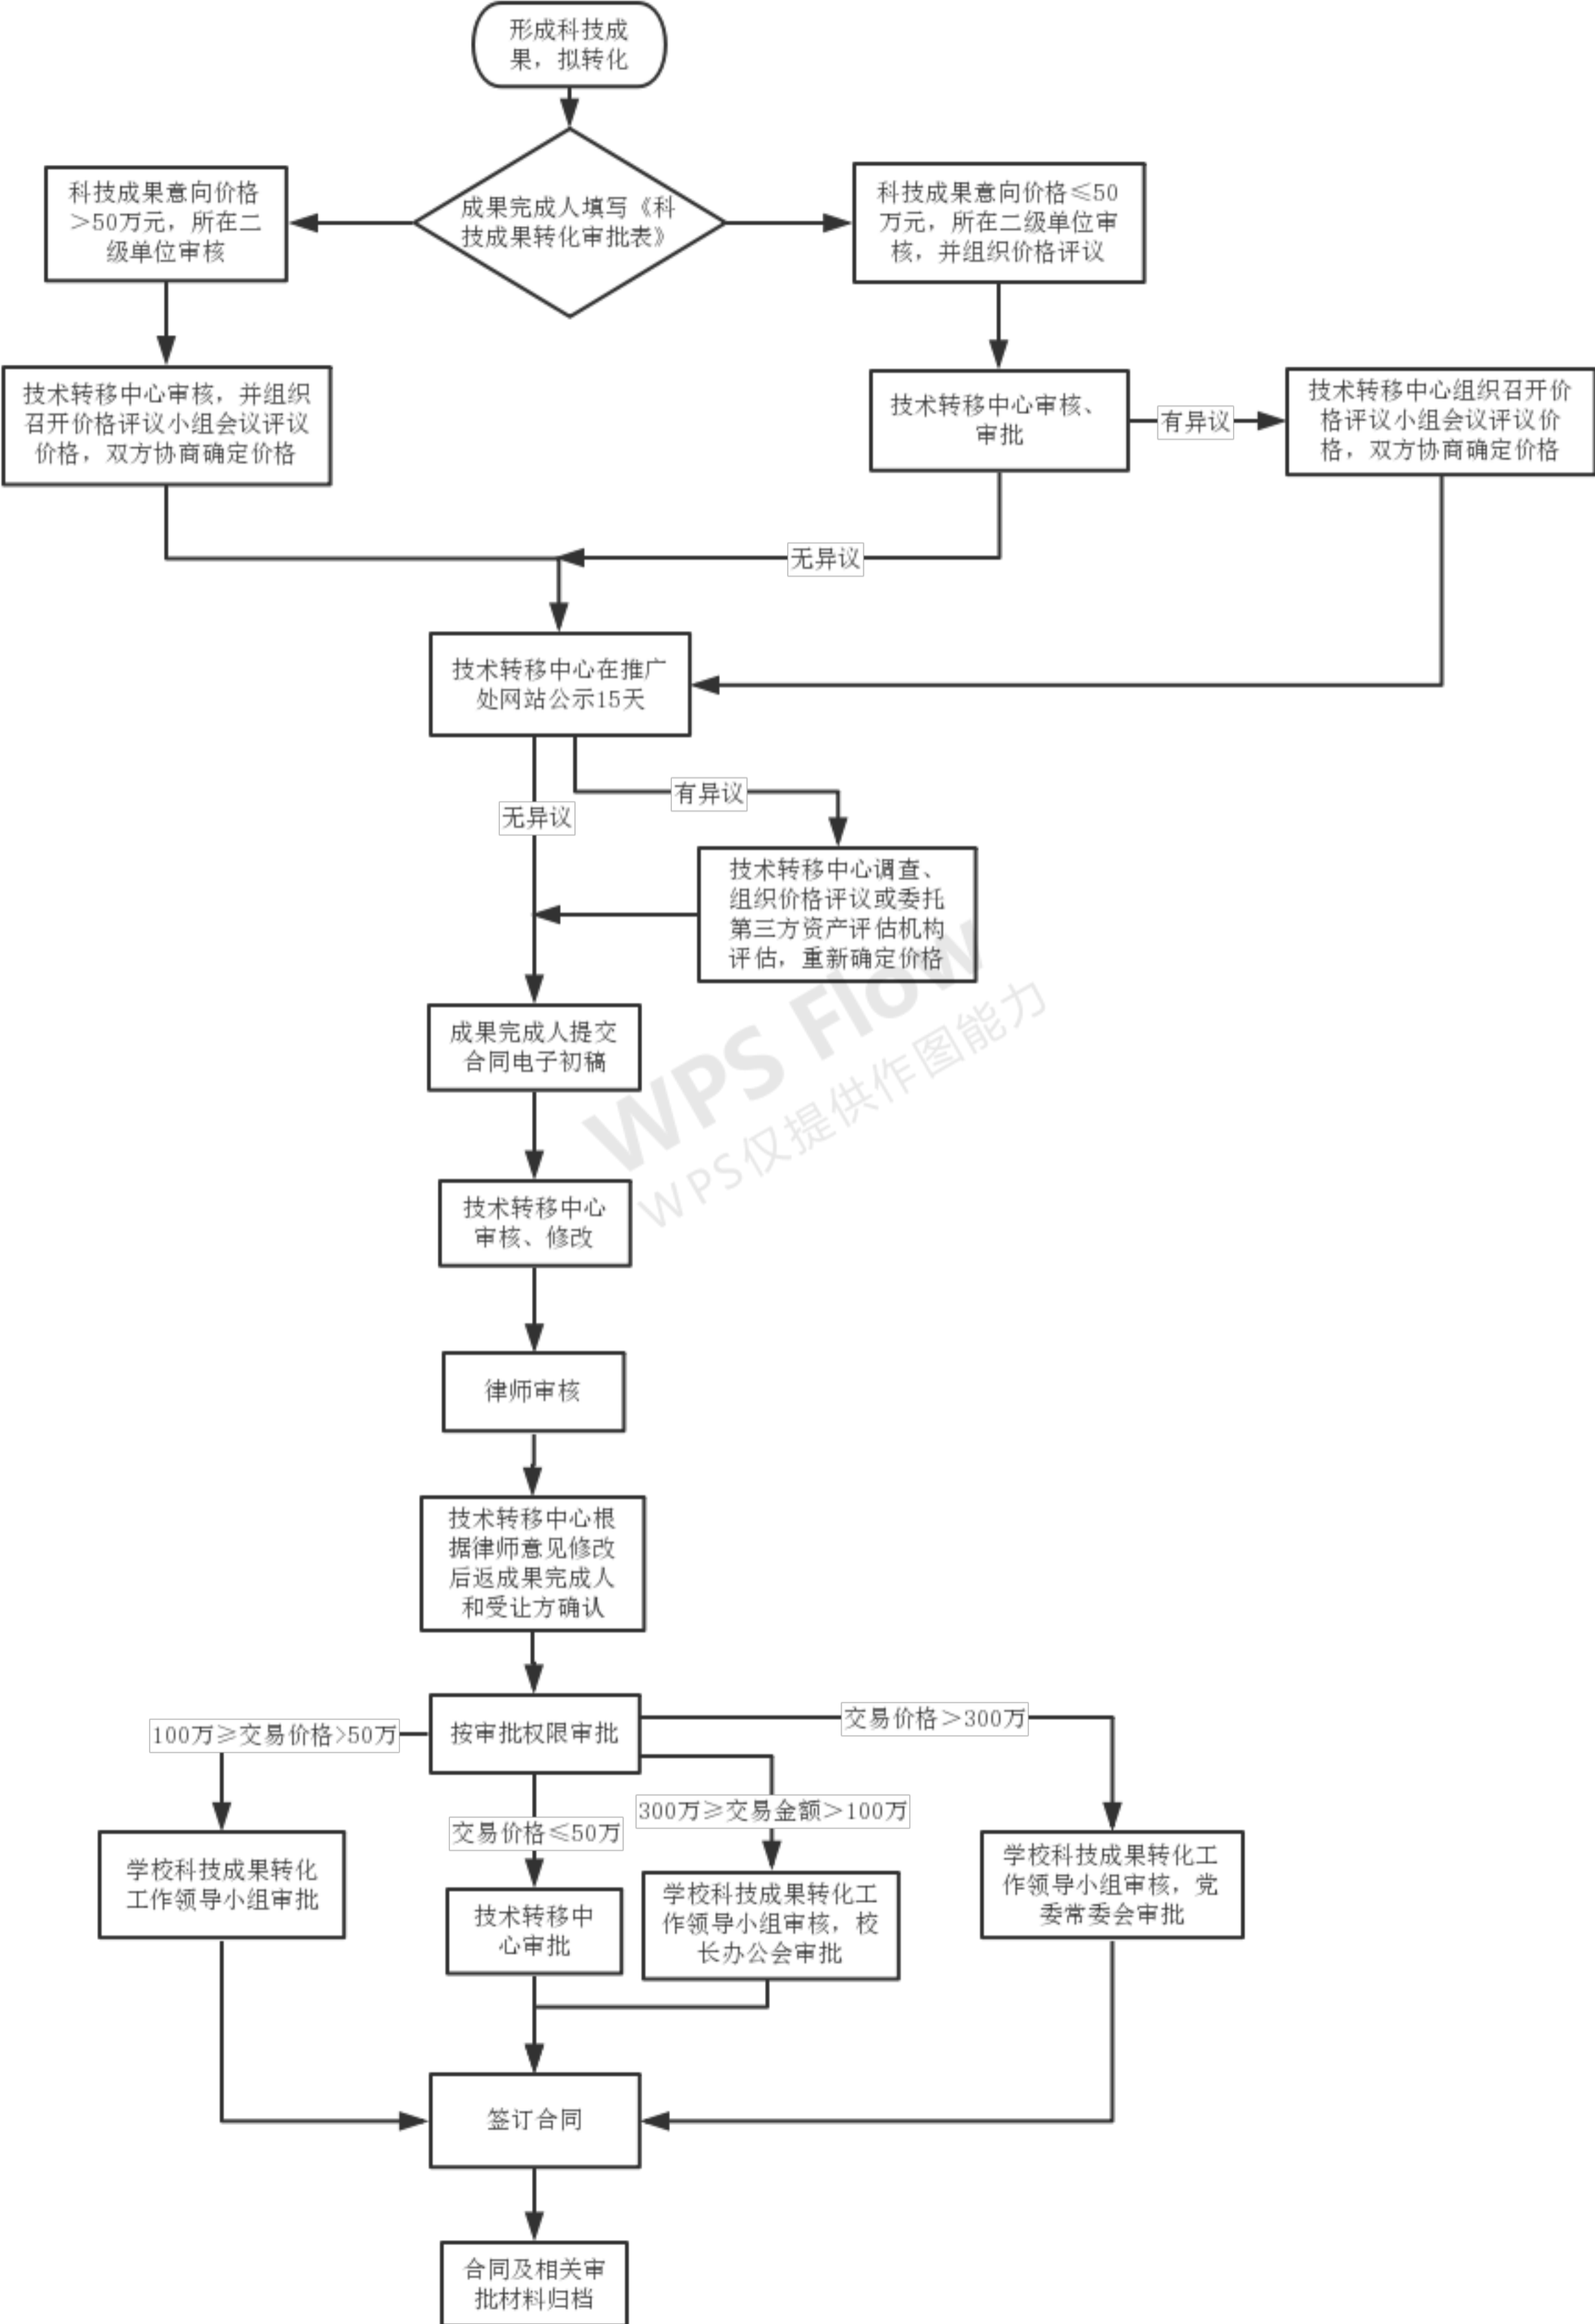 形成科技成
果，拟转化
成果完成人填写《科
技成果转化审批表》
科技成果意向价格
＞50万元，所在二
级单位审核
科技成果意向价格≤50
万元，所在二级单位审
核，并组织价格评议
技术转移中心审核，并组织
召开价格评议小组会议评议
价格，双方协商确定价格
技术转移中心审核、
审批
有异议
技术转移中心组织召开价
格评议小组会议评议价
格，双方协商确定价格
无异议
技术转移中心在推广
处网站公示15天
有异议
无异议
技术转移中心调查、
组织价格评议或委托
第三方资产评估机构
评估，重新确定价格
WPS Flow
WPS仅提供作图能力
成果完成人提交
合同电子初稿
技术转移中心
审核、修改
律师审核
技术转移中心根
据律师意见修改
后返成果完成人
和受让方确认
按审批权限审批
100万≥交易价格>50万
交易价格＞300万
300万≥交易金额＞100万
交易价格≤50万
学校科技成果转化
工作领导小组审批
技术转移中
心审批
学校科技成果转化工
作领导小组审核，校
长办公会审批
学校科技成果转化工
作领导小组审核，党
委常委会审批
签订合同
合同及相关审
批材料归档